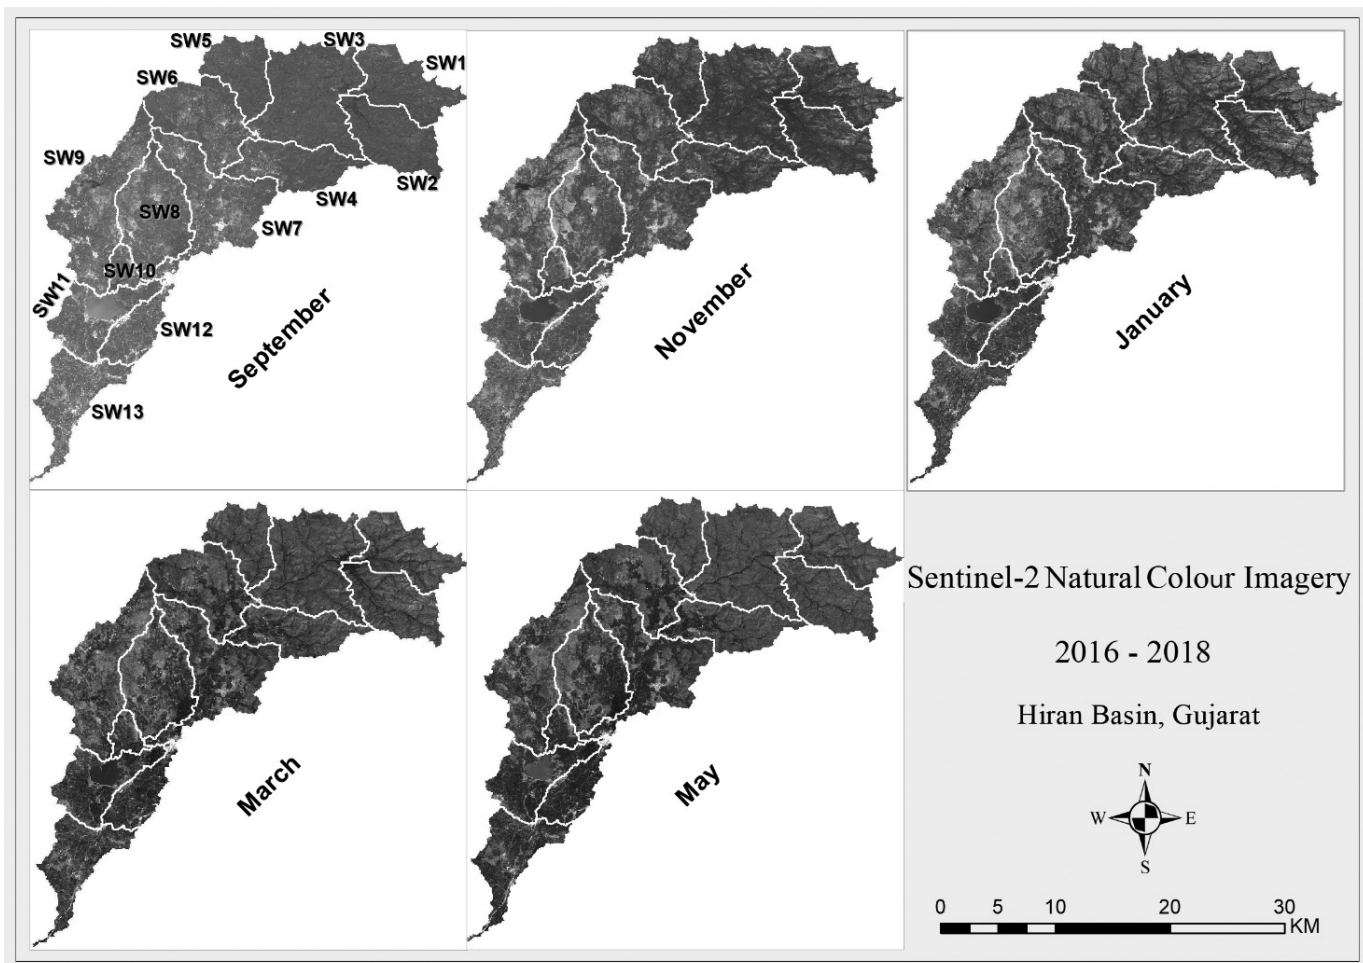 SW5
SW3
SW1
SW6
SW9
SW2
SW4
SW8
SW7
SW10
SW11
SW12
SW13
September
November
January
March
May
Sentinel-2 Natural Colour Imagery
2016 - 2018
Hiran Basin, Gujarat
N
W E
S
0 5 10 20 30
KM